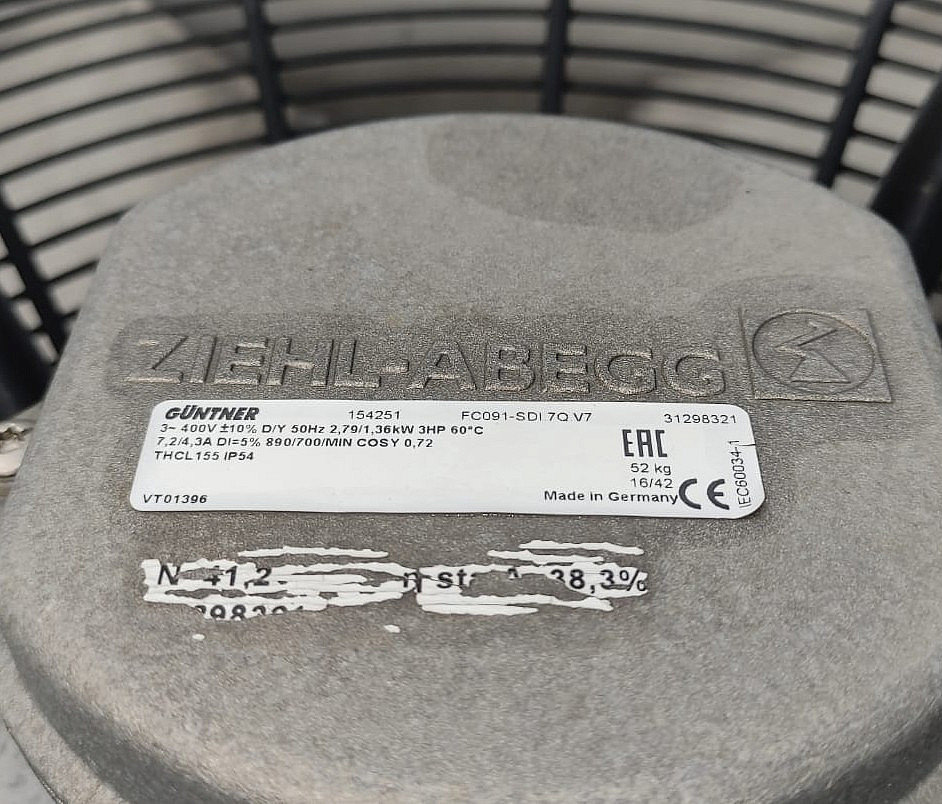 ZIEHL-ABEGG
GÜNTNER 154251 FC091-SDI 7Q V7 31298321
3~ 400V ±10% D/Y 50Hz 2,79/1,36kW 3HP 60°C
7,2/4,3A DI=5% 890/700/MIN COSY 0,72
THCL155 IP54
EAC
52 kg
16/42
VT01396 Made in Germany CE
IEC60034-1
38,3%